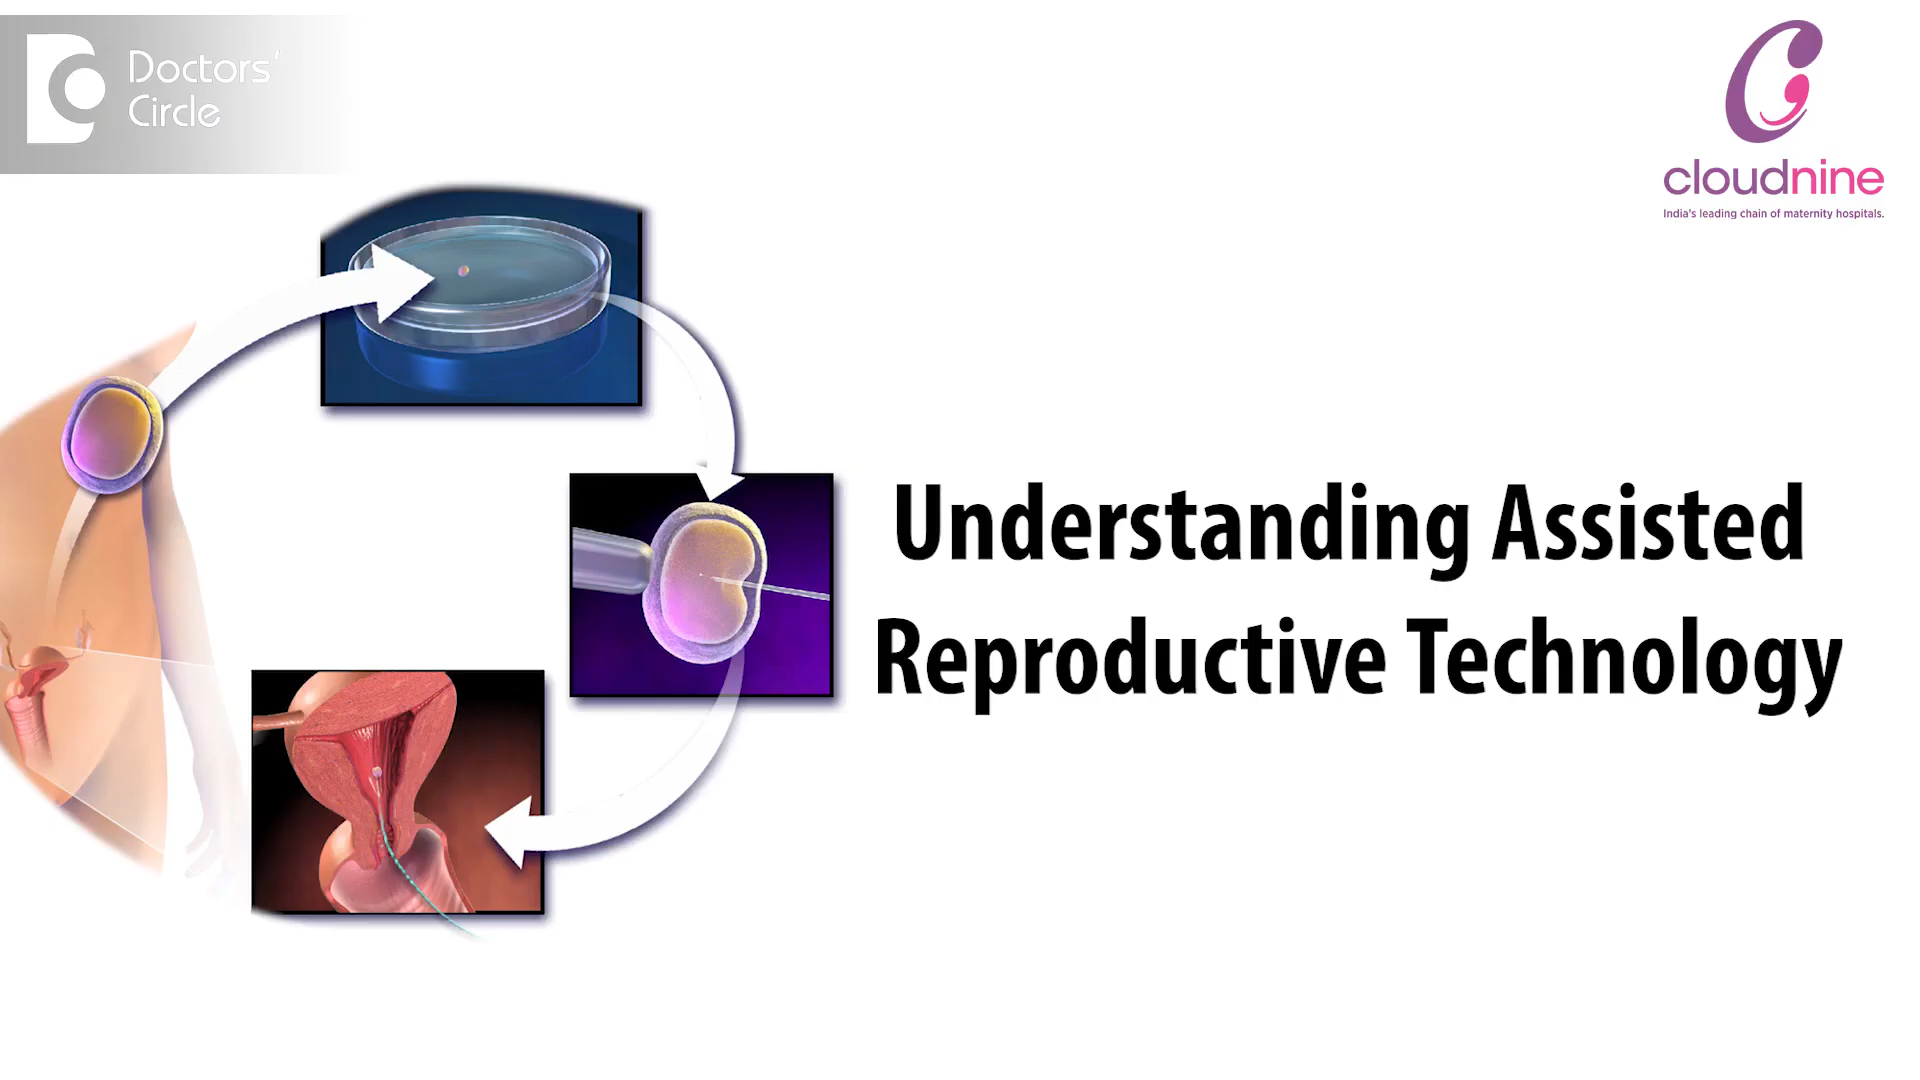 Doctors'
Circle
cloudnine
India's leading chain of maternity hospitals.
Understanding Assisted
Reproductive Technology